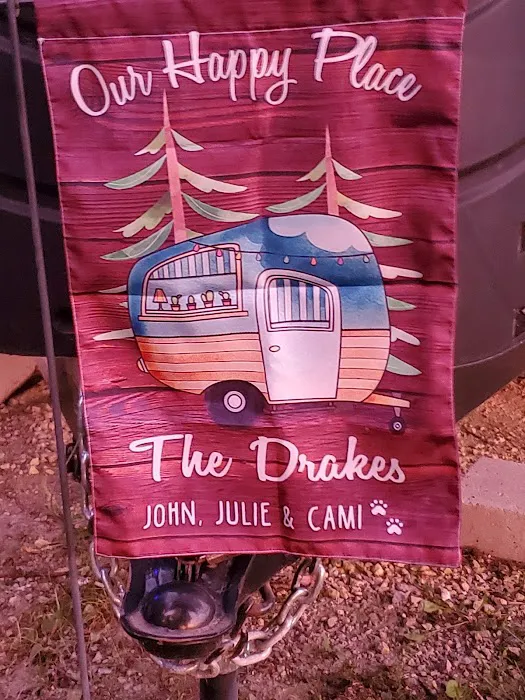 Our Happy Place
The Drakes
JOHN, JULIE & CAMI